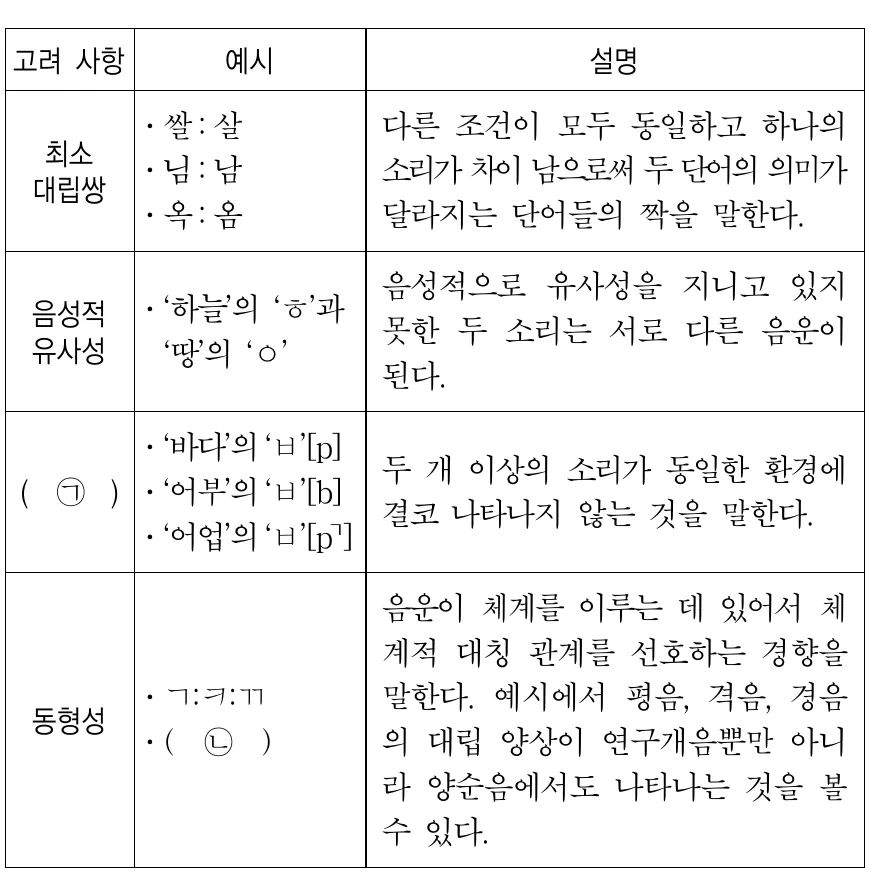 고려 사항
예시
설명
최소
대립쌍
· 쌀 : 살
· 님 : 남
· 옥 : 옴
다른 조건이 모두 동일하고 하나의
소리가 차이 남으로써 두 단어의 의미가
달라지는 단어들의 짝을 말한다.
음성적
유사성
· ‘하늘’의 ‘ㅎ’과
‘땅’의 ‘ㅇ’
음성적으로 유사성을 지니고 있지
못한 두 소리는 서로 다른 음운이
된다.
( ㉠ )
· ‘바다’의 ‘ㅂ’[p]
· ‘어부’의 ‘ㅂ’[b]
· ‘어업’의 ‘ㅂ’[p㇕]
두 개 이상의 소리가 동일한 환경에
결코 나타나지 않는 것을 말한다.
동형성
· ㄱ:ㅋ:ㄲ
· ( ㉡ )
음운이 체계를 이루는 데 있어서 체
계적 대칭 관계를 선호하는 경향을
말한다. 예시에서 평음, 격음, 경음
의 대립 양상이 연구개음뿐만 아니
라 양순음에서도 나타나는 것을 볼
수 있다.